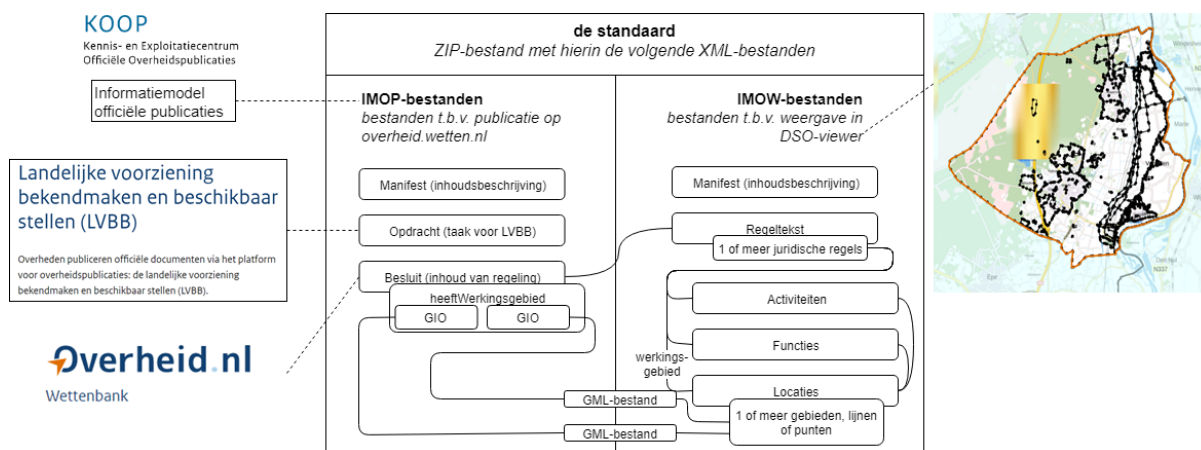 KOOP
Kennis- en Exploitatiecentrum
Officiële Overheidspublicaties
Informatiemodel
officiële publicaties
Landelijke voorziening
bekendmaken en beschikbaar
stellen (LVBB)
Overheden publiceren officiële documenten via het platform
voor overheidspublicaties: de landelijke voorziening
bekendmaken en beschikbaar stellen (LVBB).
Overheid.nl
Wettenbank
de standaard
ZIP-bestand met hierin de volgende XML-bestanden
IMOP-bestanden
bestanden t.b.v. publicatie op
overheid.wetten.nl
Manifest (inhoudsbeschrijving)
Opdracht (taak voor LVBB)
Besluit (inhoud van regeling)
heeftWerkingsgebied
GIO
GIO
IMOW-bestanden
bestanden t.b.v. weergave in
DSO-viewer
Manifest (inhoudsbeschrijving)
Regeltekst
1 of meer juridische regels
Activiteiten
Functies
werkings-
gebied
Locaties
GML-bestand
1 of meer gebieden, lijnen
of punten
GML-bestand
Epe
N337